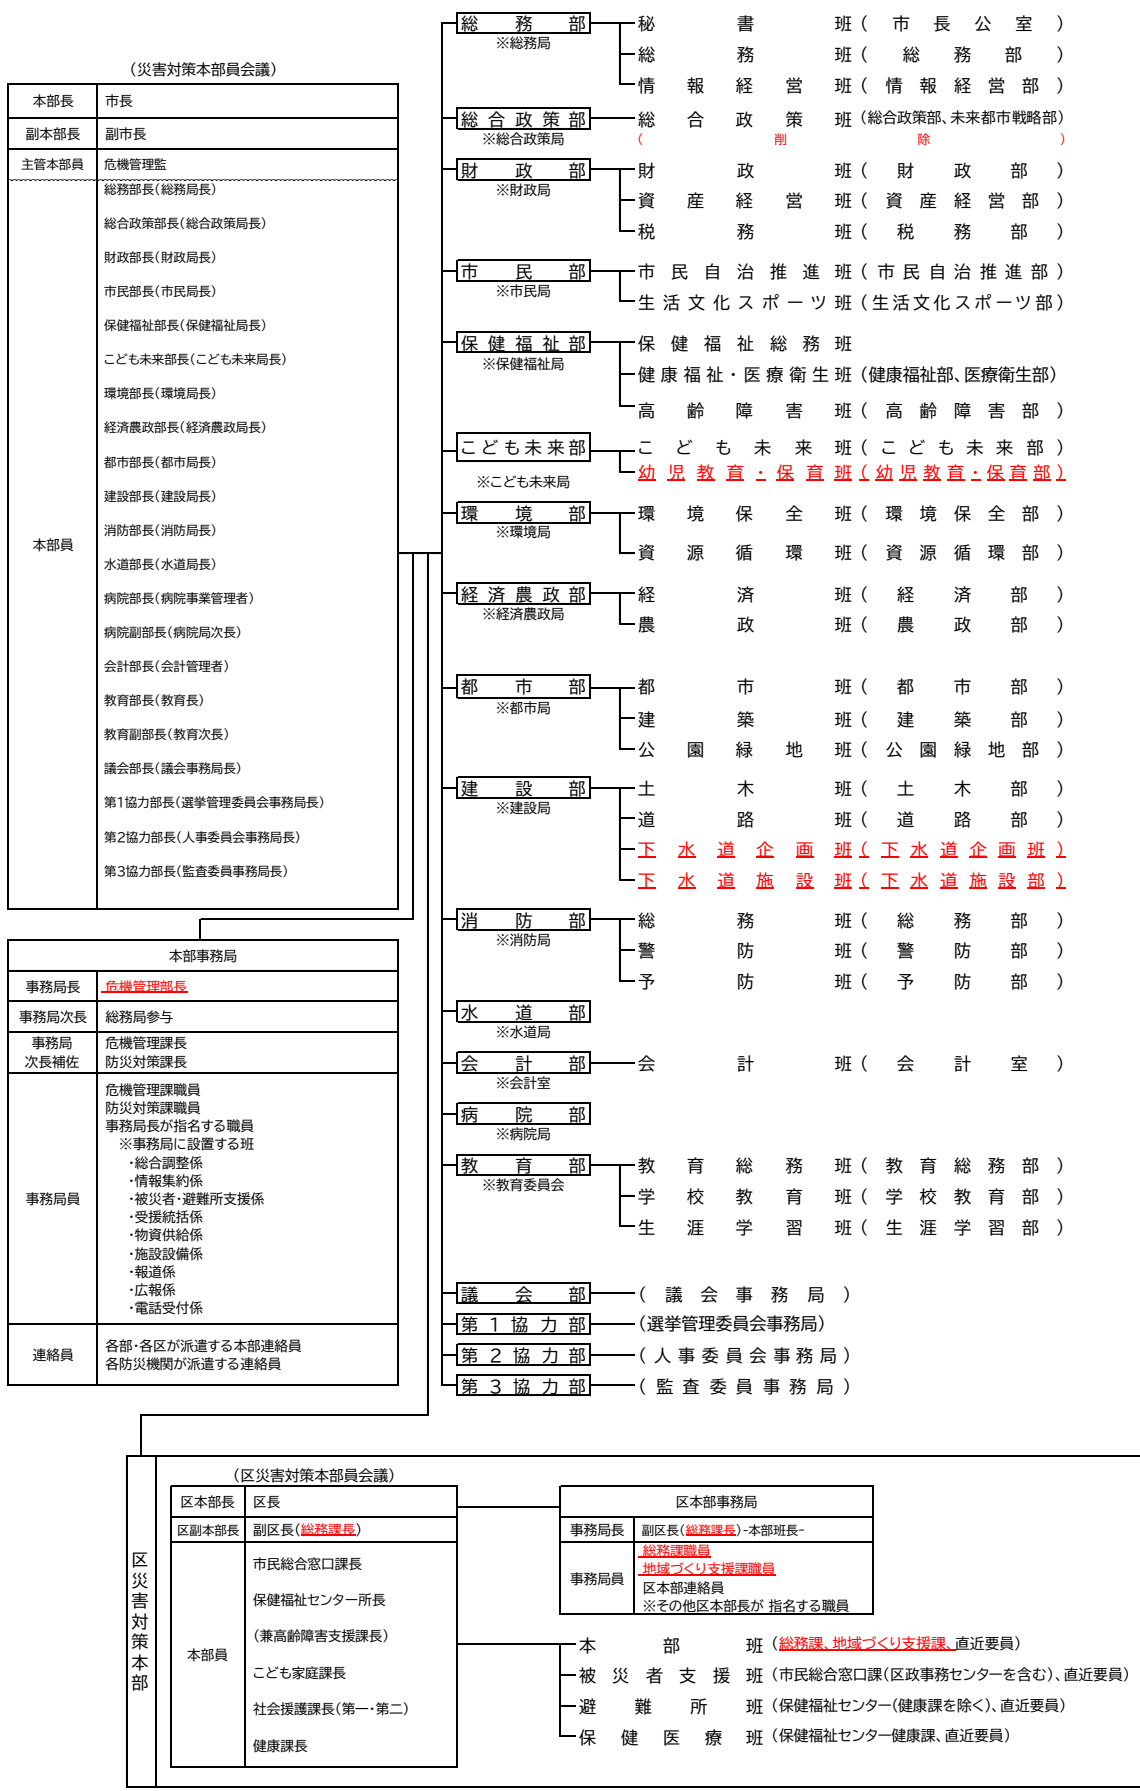 （災害対策本部員会議）
本部長 市長
副本部長 副市長
主管本部員 危機管理監
本部員
総務部長（総務局長）
総合政策部長（総合政策局長）
財政部長（財政局長）
市民部長（市民局長）
保健福祉部長（保健福祉局長）
こども未来部長（こども未来局長）
環境部長（環境局長）
経済農政部長（経済農政局長）
都市部長（都市局長）
建設部長（建設局長）
消防部長（消防局長）
水道部長（水道局長）
病院部長（病院事業管理者）
病院副部長（病院局次長）
会計部長（会計管理者）
教育部長（教育長）
教育副部長（教育次長）
議会部長（議会事務局長）
第1協力部長（選挙管理委員会事務局長）
第2協力部長（人事委員会事務局長）
第3協力部長（監査委員事務局長）
本部事務局
事務局長 危機管理部長
事務局次長 総務局参与
事務局
次長補佐
危機管理課長
防災対策課長
事務局員
危機管理課職員
防災対策課職員
事務局長が指名する職員
※事務局に設置する班
・総合調整係
・情報集約係
・被災者・避難所支援係
・受援統括係
・物資供給係
・施設設備係
・報道係
・広報係
・電話受付係
連絡員
各部・各区が派遣する本部連絡員
各防災機関が派遣する連絡員
総務部
※総務局
秘書班（市長公室）
総務班（総務部）
情報経営班（情報経営部）
総合政策部
※総合政策局
総合政策班（総合政策部、未来都市戦略部）
（削除）
財政部
※財政局
財政班（財政部）
資産経営班（資産経営部）
税務班（税務部）
市民部
※市民局
市民自治推進班（市民自治推進部）
生活文化スポーツ班（生活文化スポーツ部）
保健福祉部
※保健福祉局
保健福祉総務班
健康福祉・医療衛生班（健康福祉部、医療衛生部）
高齢障害班（高齢障害部）
こども未来部
※こども未来局
こども未来班（こども未来部）
幼児教育・保育班（幼児教育・保育部）
環境部
※環境局
環境保全班（環境保全部）
資源循環班（資源循環部）
経済農政部
※経済農政局
経済班（経済部）
農政班（農政部）
都市部
※都市局
都市班（都市部）
建築班（建築部）
公園緑地班（公園緑地部）
建設部
※建設局
土木班（土木部）
道路班（道路部）
下水道企画班（下水道企画班）
下水道施設班（下水道施設部）
消防部
※消防局
総務班（総務部）
警防班（警防部）
予防班（予防部）
水道部
※水道局
会計部
※会計室
会計班（会計室）
病院部
※病院局
教育部
※教育委員会
教育総務班（教育総務部）
学校教育班（学校教育部）
生涯学習班（生涯学習部）
議会部（議会事務局）
第1協力部（選挙管理委員会事務局）
第2協力部（人事委員会事務局）
第3協力部（監査委員事務局）
区災害対策本部
（区災害対策本部員会議）
区本部長 区長
区副本部長 副区長（総務課長）
本部員
市民総合窓口課長
保健福祉センター所長
（兼高齢障害支援課長）
こども家庭課長
社会援護課長（第一・第二）
健康課長
区本部事務局
事務局長 副区長（総務課長）-本部班長-
事務局員
総務課職員
地域づくり支援課職員
区本部連絡員
※その他区本部長が 指名する職員
本部班（総務課、地域づくり支援課、直近要員）
被災者支援班（市民総合窓口課（区政事務センターを含む）、直近要員）
避難所班（保健福祉センター（健康課を除く）、直近要員）
保健医療班（保健福祉センター健康課、直近要員）